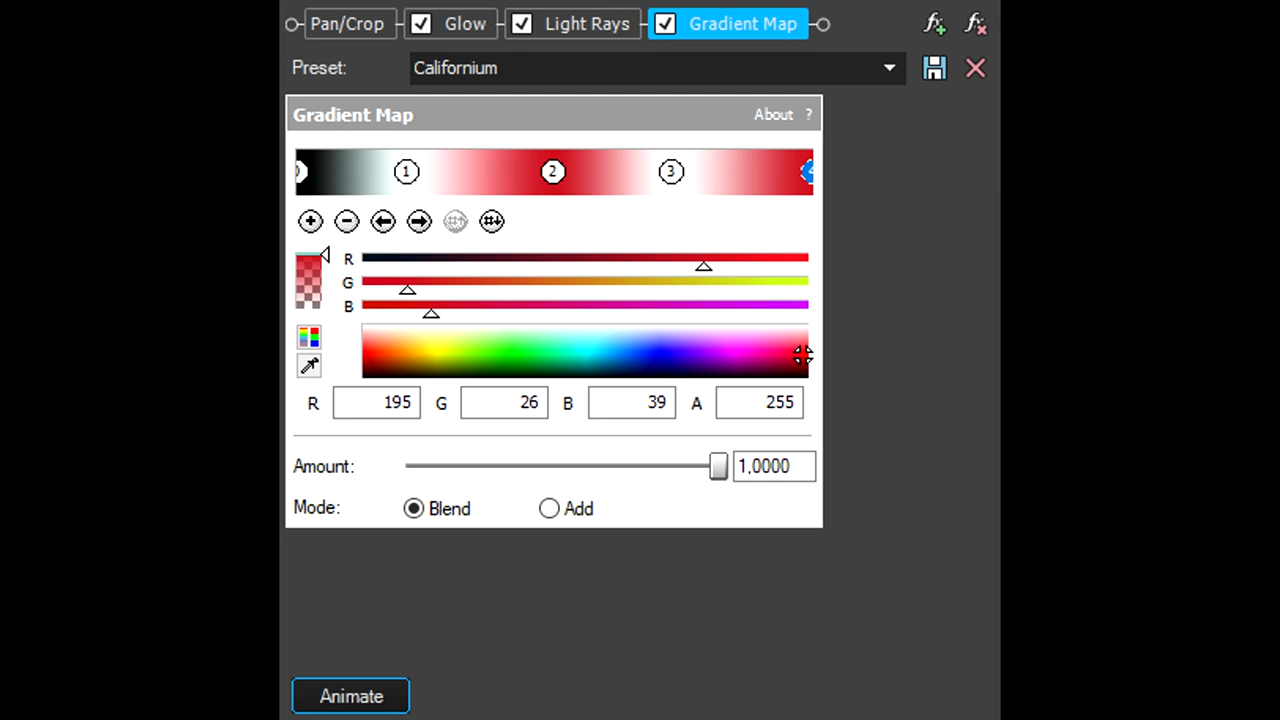 Pan/Crop Glow Light Rays Gradient Map
Preset: Californium
Gradient Map About ?
1 2 3
R
G
B
R 195 G 26 B 39 A 255
Amount: 1,0000
Mode: Blend Add
Animate